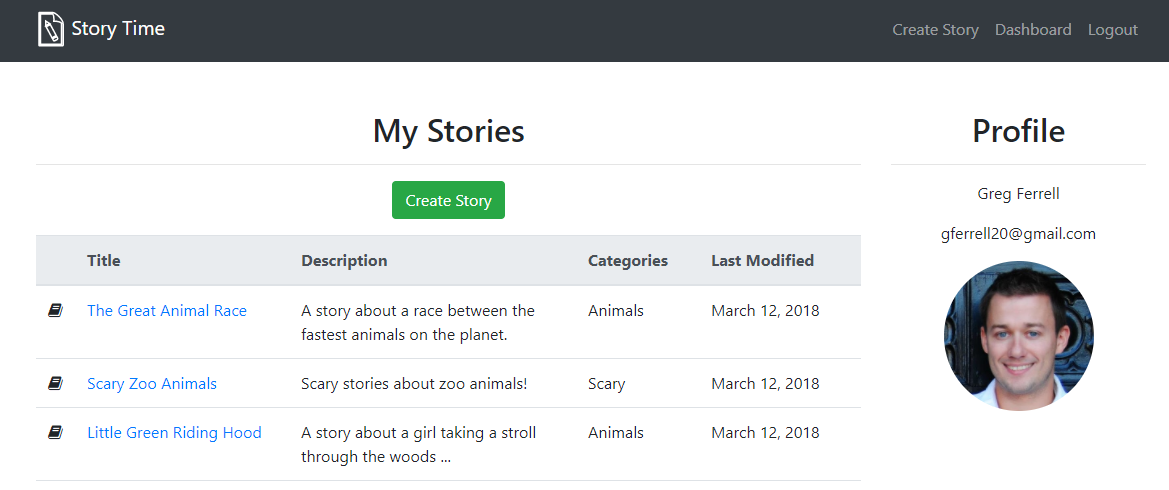 Story Time
Create Story Dashboard Logout
My Stories
Create Story
Title Description Categories Last Modified
The Great Animal Race A story about a race between the Animals March 12, 2018
fastest animals on the planet.
Scary Zoo Animals Scary stories about zoo animals! Scary March 12, 2018
Little Green Riding Hood A story about a girl taking a stroll Animals March 12, 2018
through the woods ...
Profile
Greg Ferrell
gferrell20@gmail.com